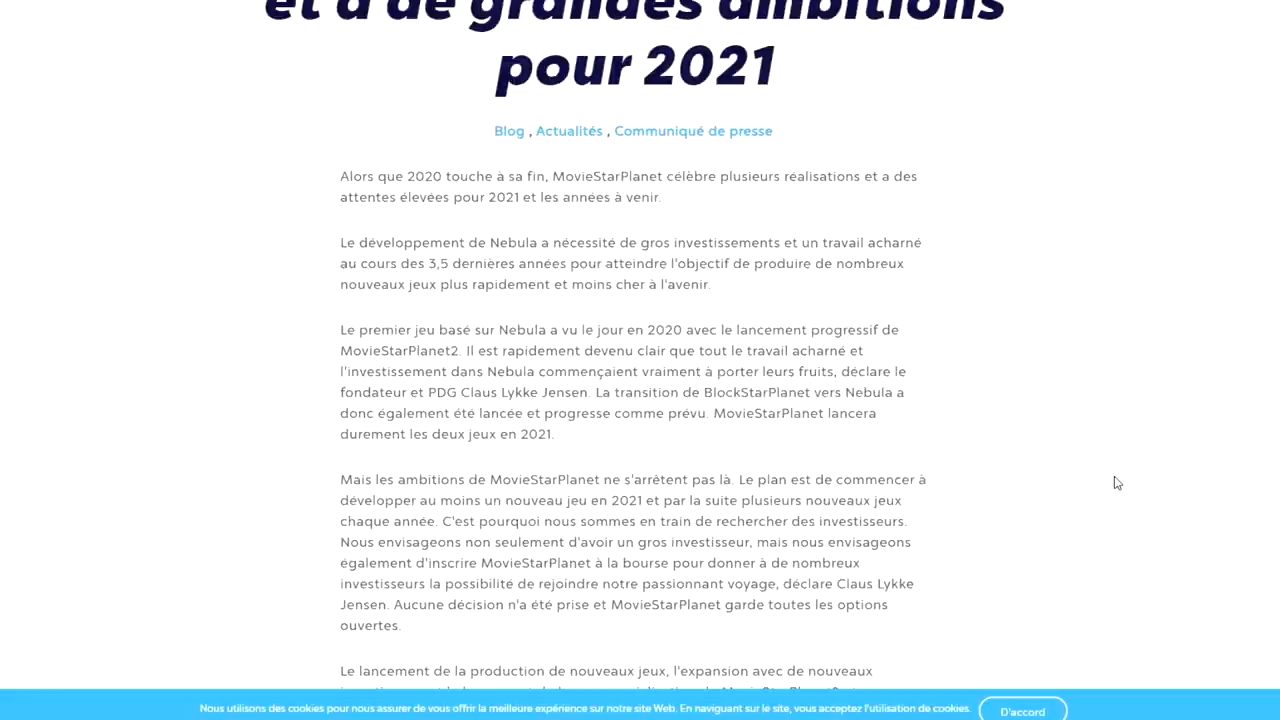 et a de grandes ambitions
pour 2021
Blog , Actualités , Communiqué de presse
Alors que 2020 touche à sa fin, MovieStarPlanet célèbre plusieurs réalisations et a des
attentes élevées pour 2021 et les années à venir.
Le développement de Nebula a nécessité de gros investissements et un travail acharné
au cours des 3,5 dernières années pour atteindre l'objectif de produire de nombreux
nouveaux jeux plus rapidement et moins cher à l'avenir.
Le premier jeu basé sur Nebula a vu le jour en 2020 avec le lancement progressif de
MovieStarPlanet2. Il est rapidement devenu clair que tout le travail acharné et
l'investissement dans Nebula commençaient vraiment à porter leurs fruits, déclare le
fondateur et PDG Claus Lykke Jensen. La transition de BlockStarPlanet vers Nebula a
donc également été lancée et progresse comme prévu. MovieStarPlanet lancera
durement les deux jeux en 2021.
Mais les ambitions de MovieStarPlanet ne s'arrêtent pas là. Le plan est de commencer à
développer au moins un nouveau jeu en 2021 et par la suite plusieurs nouveaux jeux
chaque année. C'est pourquoi nous sommes en train de rechercher des investisseurs.
Nous envisageons non seulement d'avoir un gros investisseur, mais nous envisageons
également d'inscrire MovieStarPlanet à la bourse pour donner à de nombreux
investisseurs la possibilité de rejoindre notre passionnant voyage, déclare Claus Lykke
Jensen. Aucune décision n'a été prise et MovieStarPlanet garde toutes les options
ouvertes.
Le lancement de la production de nouveaux jeux, l'expansion avec de nouveaux
Nous utilisons des cookies pour nous assurer de vous offrir la meilleure expérience sur notre site Web. En naviguant sur le site, vous acceptez l'utilisation de cookies.
D'accord